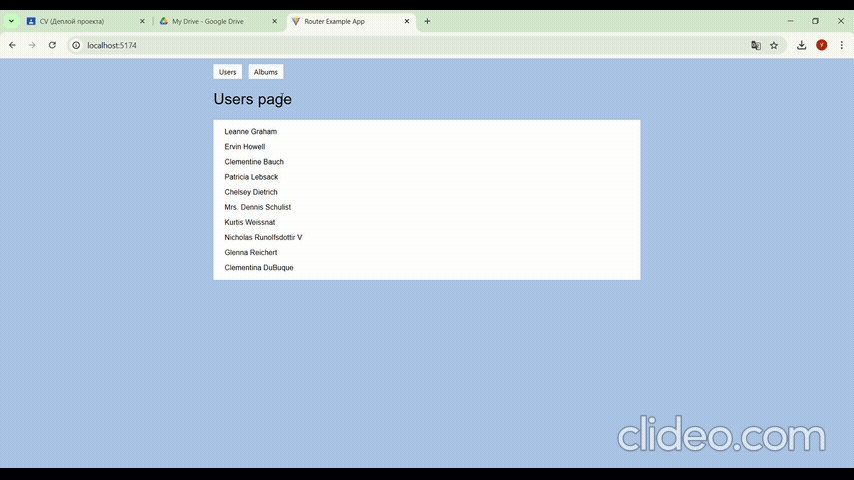 CV (Деплой проекта)
My Drive - Google Drive
Router Example App
localhost:5174
Users
Albums
Users page
Leanne Graham
Ervin Howell
Clementine Bauch
Patricia Lebsack
Chelsey Dietrich
Mrs. Dennis Schulist
Kurtis Weissnat
Nicholas Runolfsdottir V
Glenna Reichert
Clementina DuBuque
clideo.com